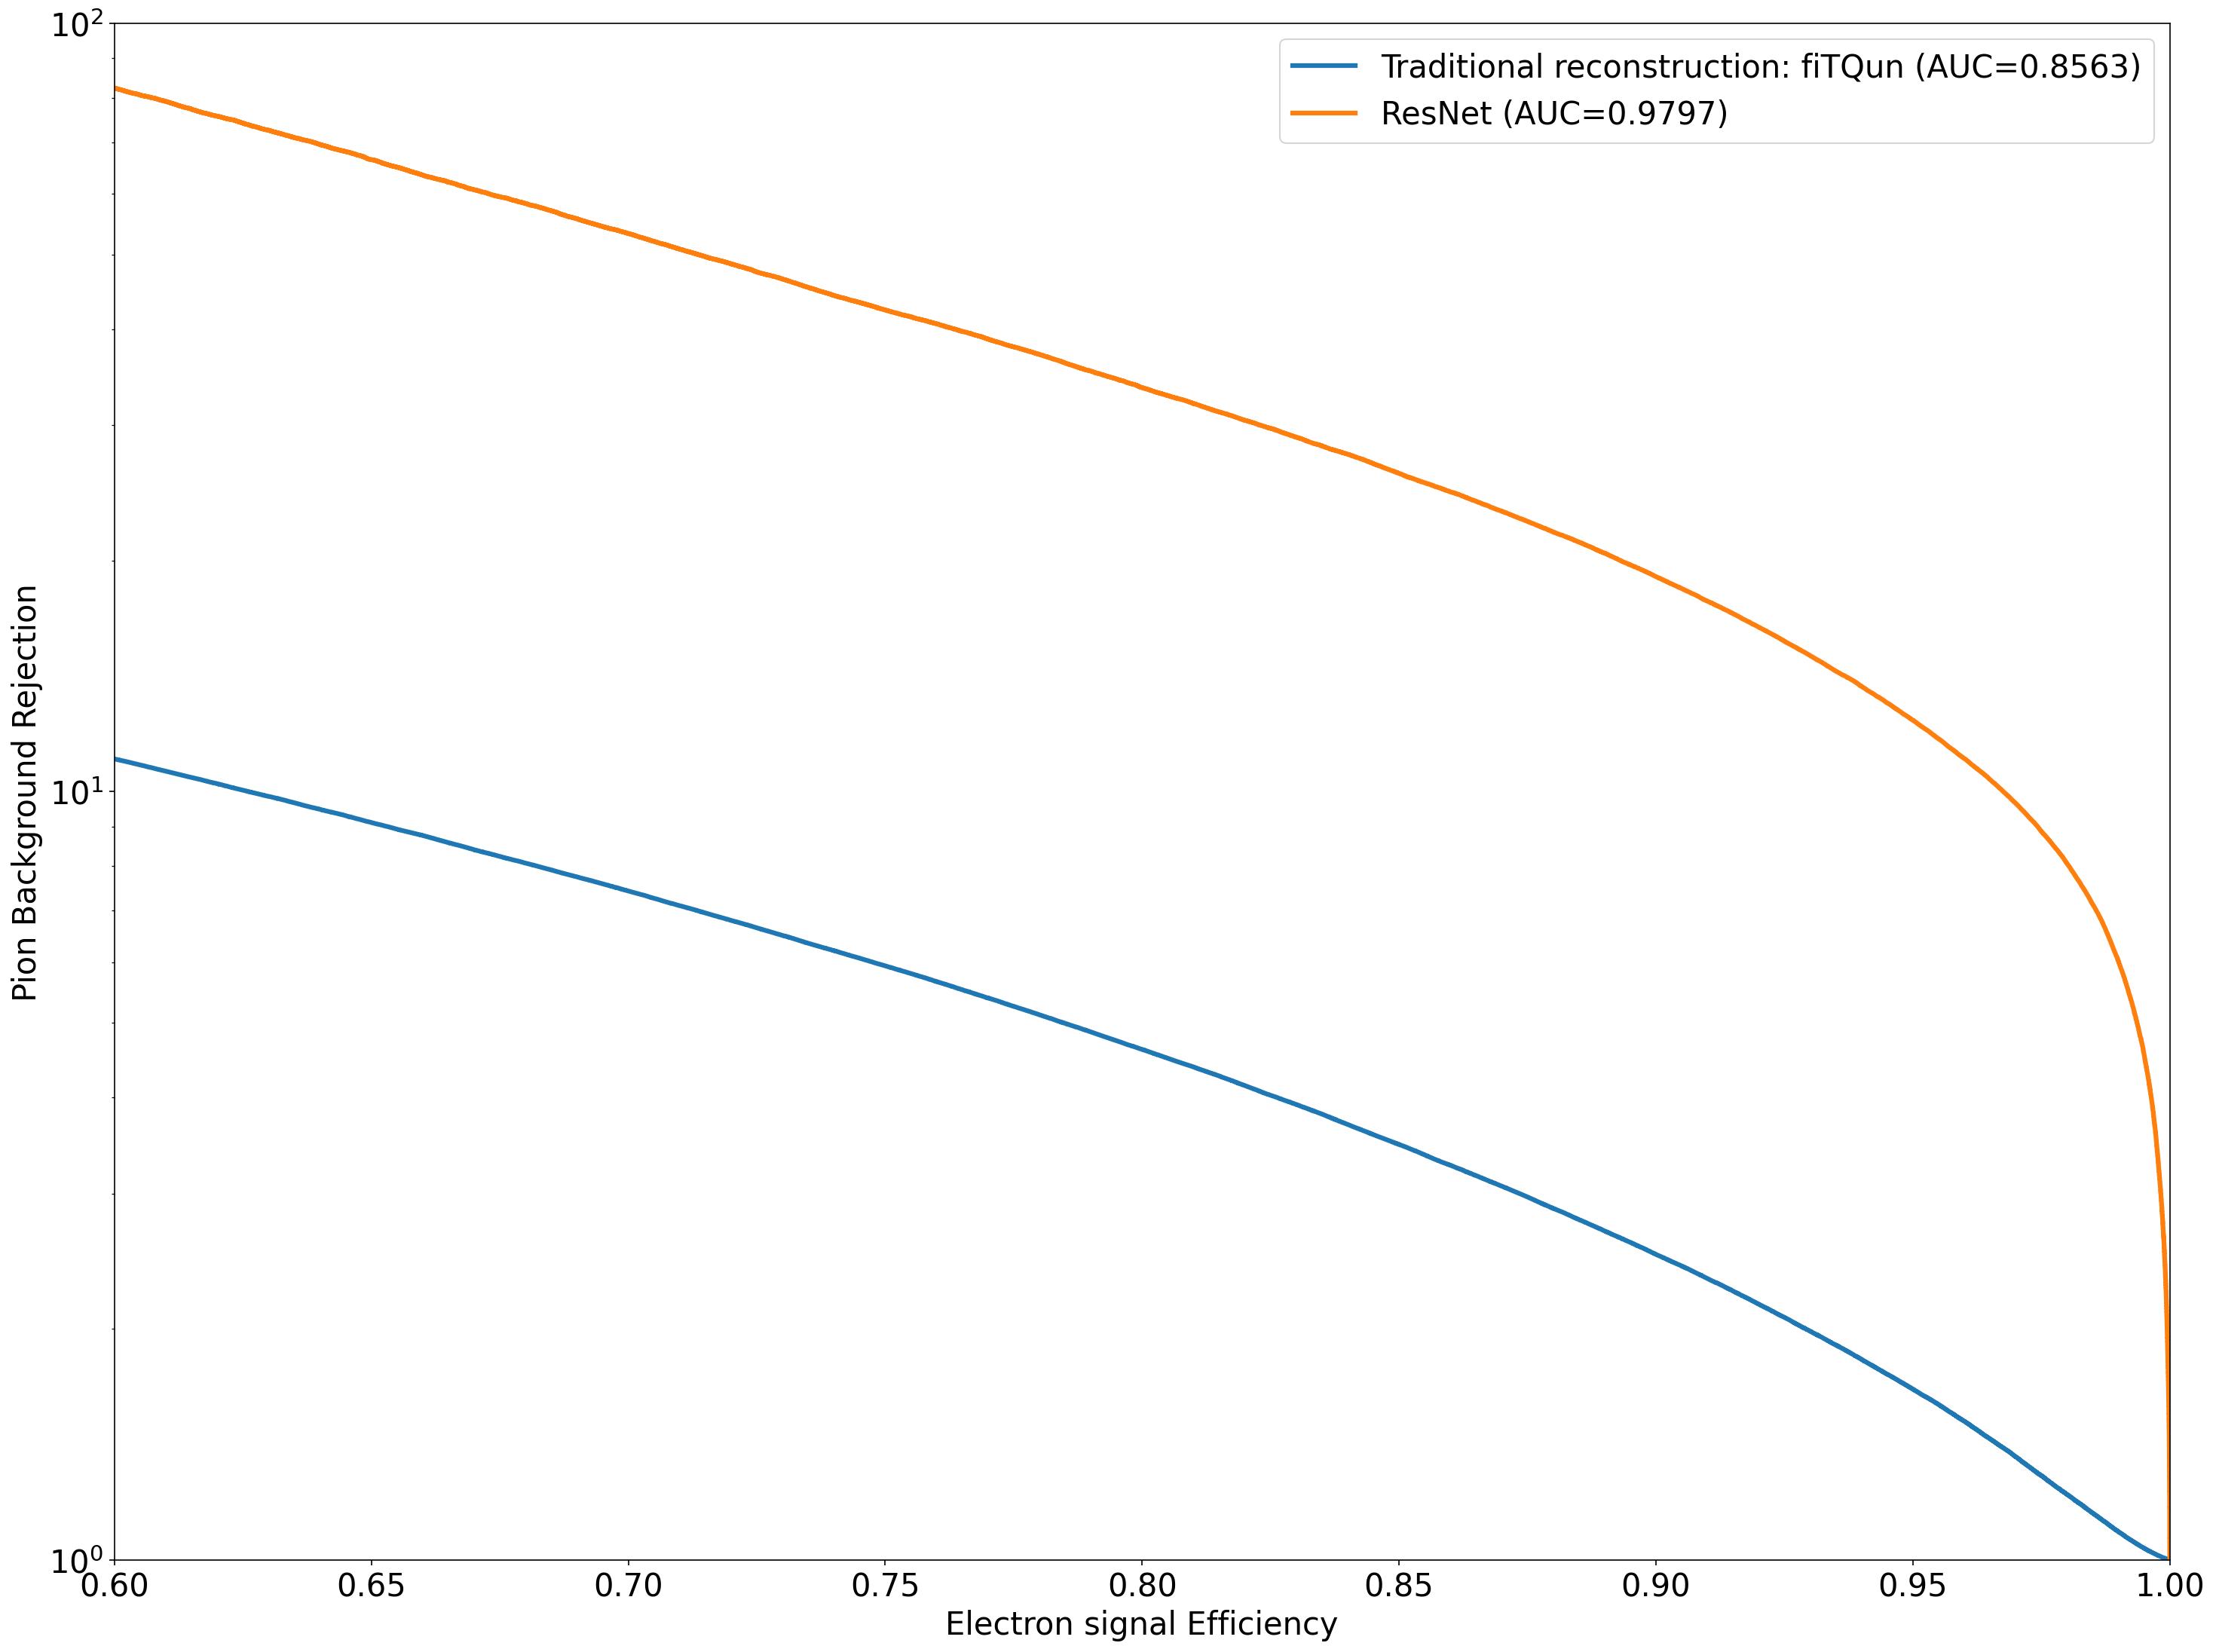 Traditional reconstruction: fiTQun (AUC=0.8563)
ResNet (AUC=0.9797)
Pion Background Rejection
10²
10¹
10⁰
0.60 0.65 0.70 0.75 0.80 0.85 0.90 0.95 1.00
Electron signal Efficiency